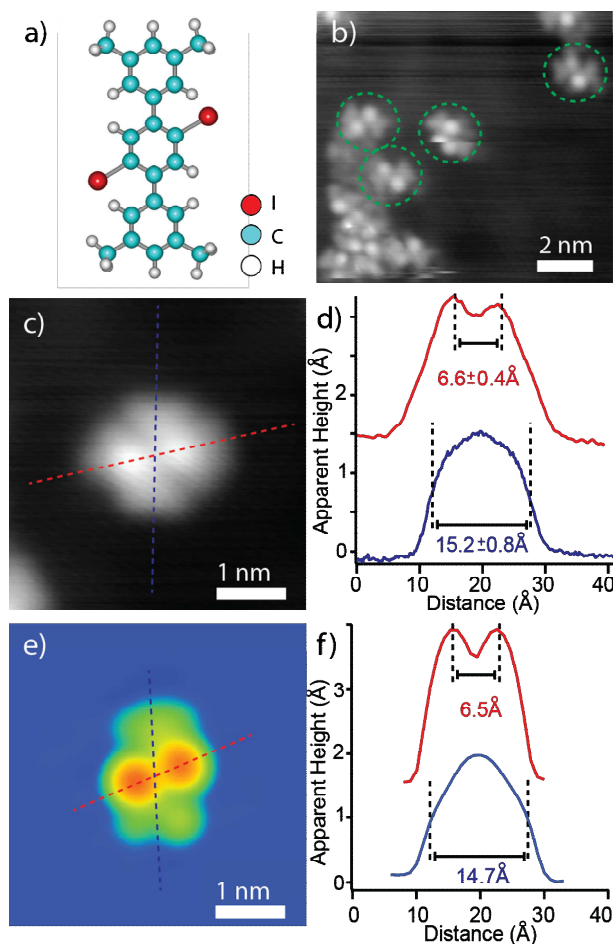 a)
I
C
H
b)
2 nm
c)
1 nm
d)
Apparent Height (Å)
2
1
0
6.6±0.4Å
15.2±0.8Å
0 10 20 30 40
Distance (Å)
e)
1 nm
f)
Apparent Height (Å)
3
2
1
0
6.5Å
14.7Å
0 10 20 30 40
Distance (Å)